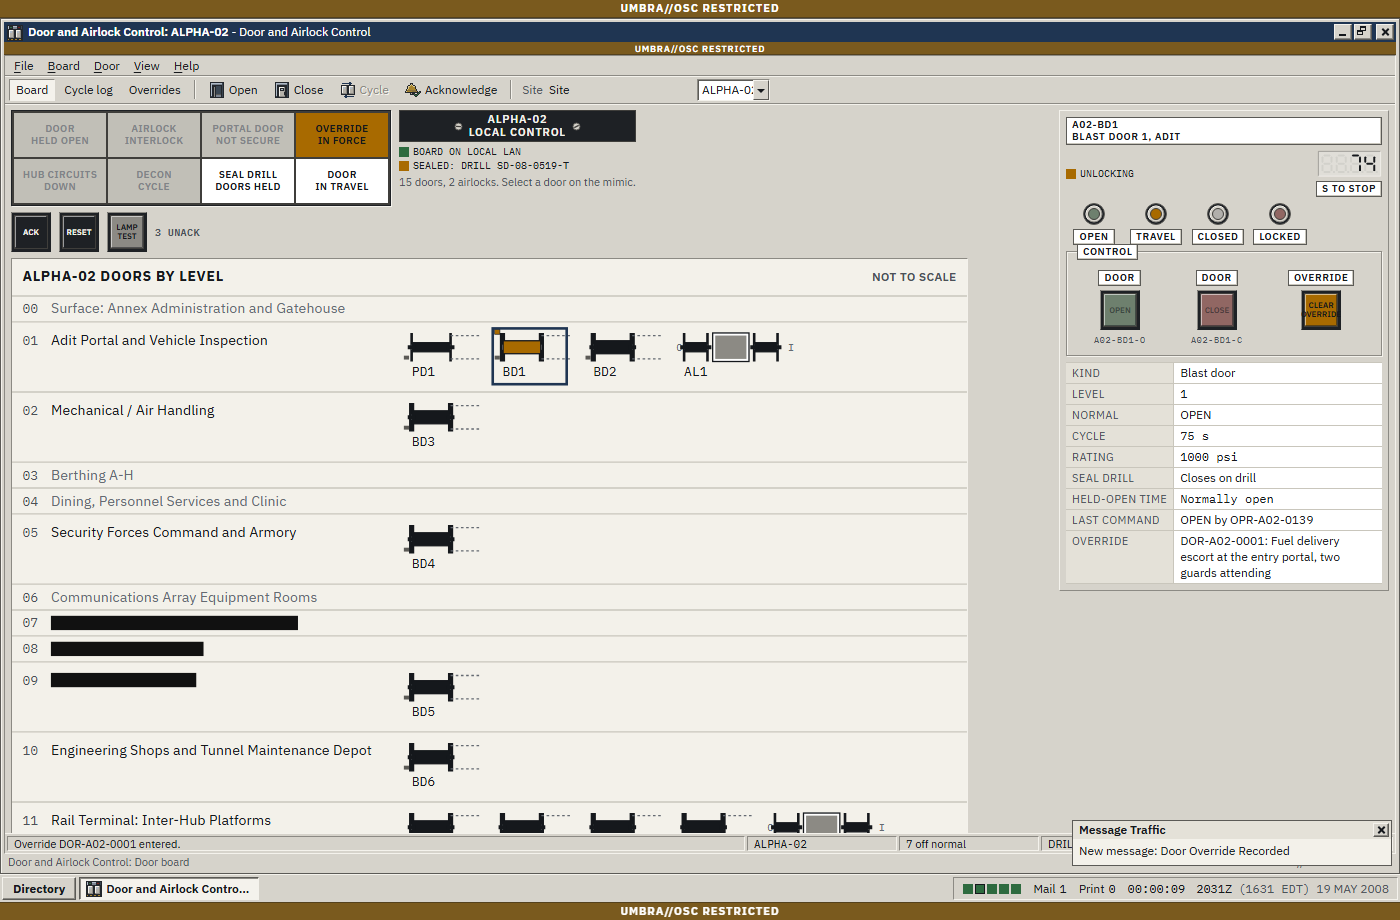 UMBRA//OSC RESTRICTED
Door and Airlock Control: ALPHA-02 - Door and Airlock Control
UMBRA//OSC RESTRICTED
File Board Door View Help
Board Cycle log Overrides Open Close Cycle Acknowledge Site Site ALPHA-02
DOOR HELD OPEN
AIRLOCK INTERLOCK
PORTAL DOOR NOT SECURE
OVERRIDE IN FORCE
HUB CIRCUITS DOWN
DECON CYCLE
SEAL DRILL DOORS HELD
DOOR IN TRAVEL
ALPHA-02
LOCAL CONTROL
BOARD ON LOCAL LAN
SEALED: DRILL SD-08-0519-T
15 doors, 2 airlocks. Select a door on the mimic.
ACK RESET LAMP TEST 3 UNACK
ALPHA-02 DOORS BY LEVEL NOT TO SCALE
00 Surface: Annex Administration and Gatehouse
01 Adit Portal and Vehicle Inspection
PD1 BD1 BD2 O AL1 I
02 Mechanical / Air Handling
BD3
03 Berthing A-H
04 Dining, Personnel Services and Clinic
05 Security Forces Command and Armory
BD4
06 Communications Array Equipment Rooms
07
08
09
BD5
10 Engineering Shops and Tunnel Maintenance Depot
BD6
11 Rail Terminal: Inter-Hub Platforms O I
A02-BD1
BLAST DOOR 1, ADIT
UNLOCKING
74
S TO STOP
OPEN TRAVEL CLOSED LOCKED
CONTROL
DOOR DOOR OVERRIDE
OPEN CLOSE CLEAR OVERRIDE
A02-BD1-O A02-BD1-C
KIND Blast door
LEVEL 1
NORMAL OPEN
CYCLE 75 s
RATING 1000 psi
SEAL DRILL Closes on drill
HELD-OPEN TIME Normally open
LAST COMMAND OPEN by OPR-A02-0139
OVERRIDE DOR-A02-0001: Fuel delivery
escort at the entry portal, two
guards attending
Override DOR-A02-0001 entered. ALPHA-02 7 off normal
Door and Airlock Control: Door board
Message Traffic
New message: Door Override Recorded
Directory Door and Airlock Contro... Mail 1 Print 0 00:00:09 2031Z (1631 EDT) 19 MAY 2008
UMBRA//OSC RESTRICTED